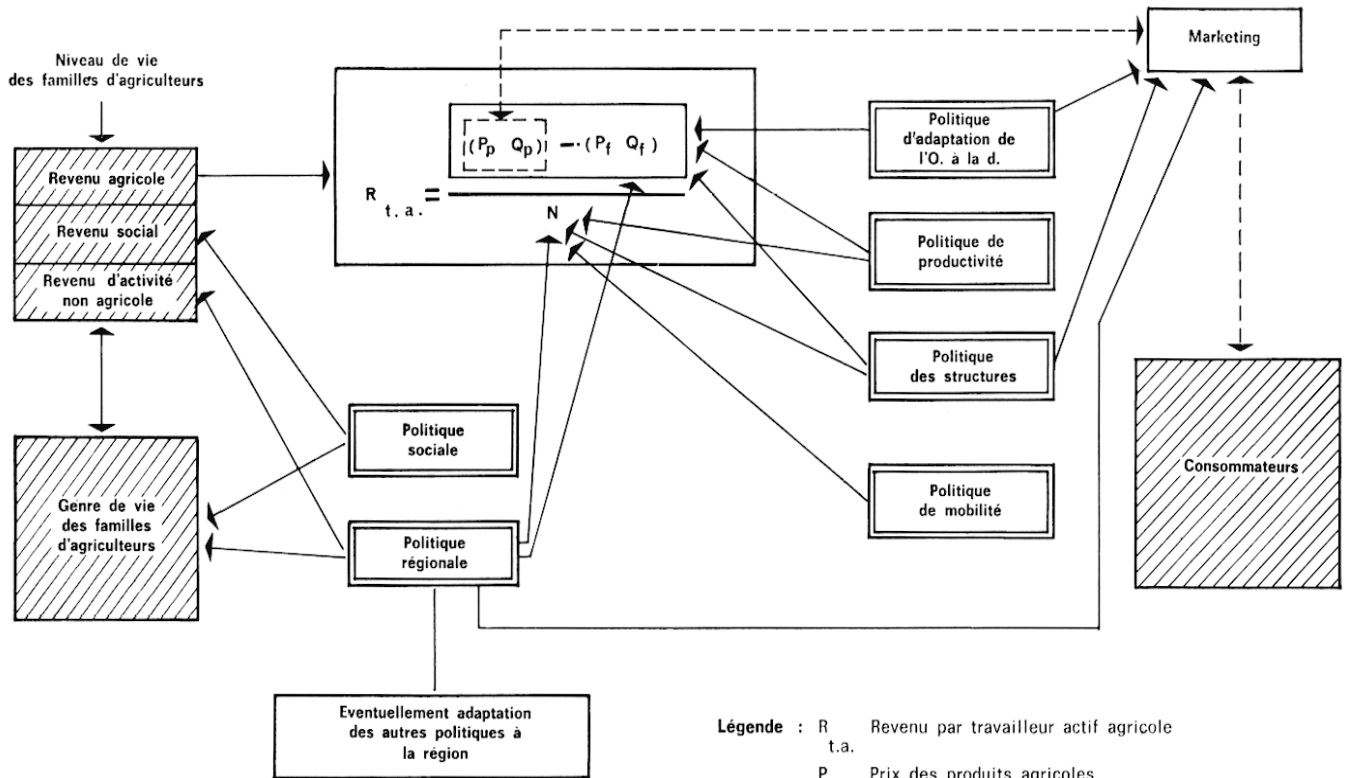 Niveau de vie
des familles d'agriculteurs
Revenu agricole
Revenu social
Revenu d'activité
non agricole
Genre de vie
des familles
d'agriculteurs
R t. a. =
(Pp Qp) - (Pf Qf)
N
Politique
sociale
Politique
régionale
Eventuellement adaptation
des autres politiques à
la région
Politique
d'adaptation de
l'O. à la d.
Politique de
productivité
Politique
des structures
Politique
de mobilité
Marketing
Consommateurs
Légende : R Revenu par travailleur actif agricole
t.a.
P Prix des produits agricoles